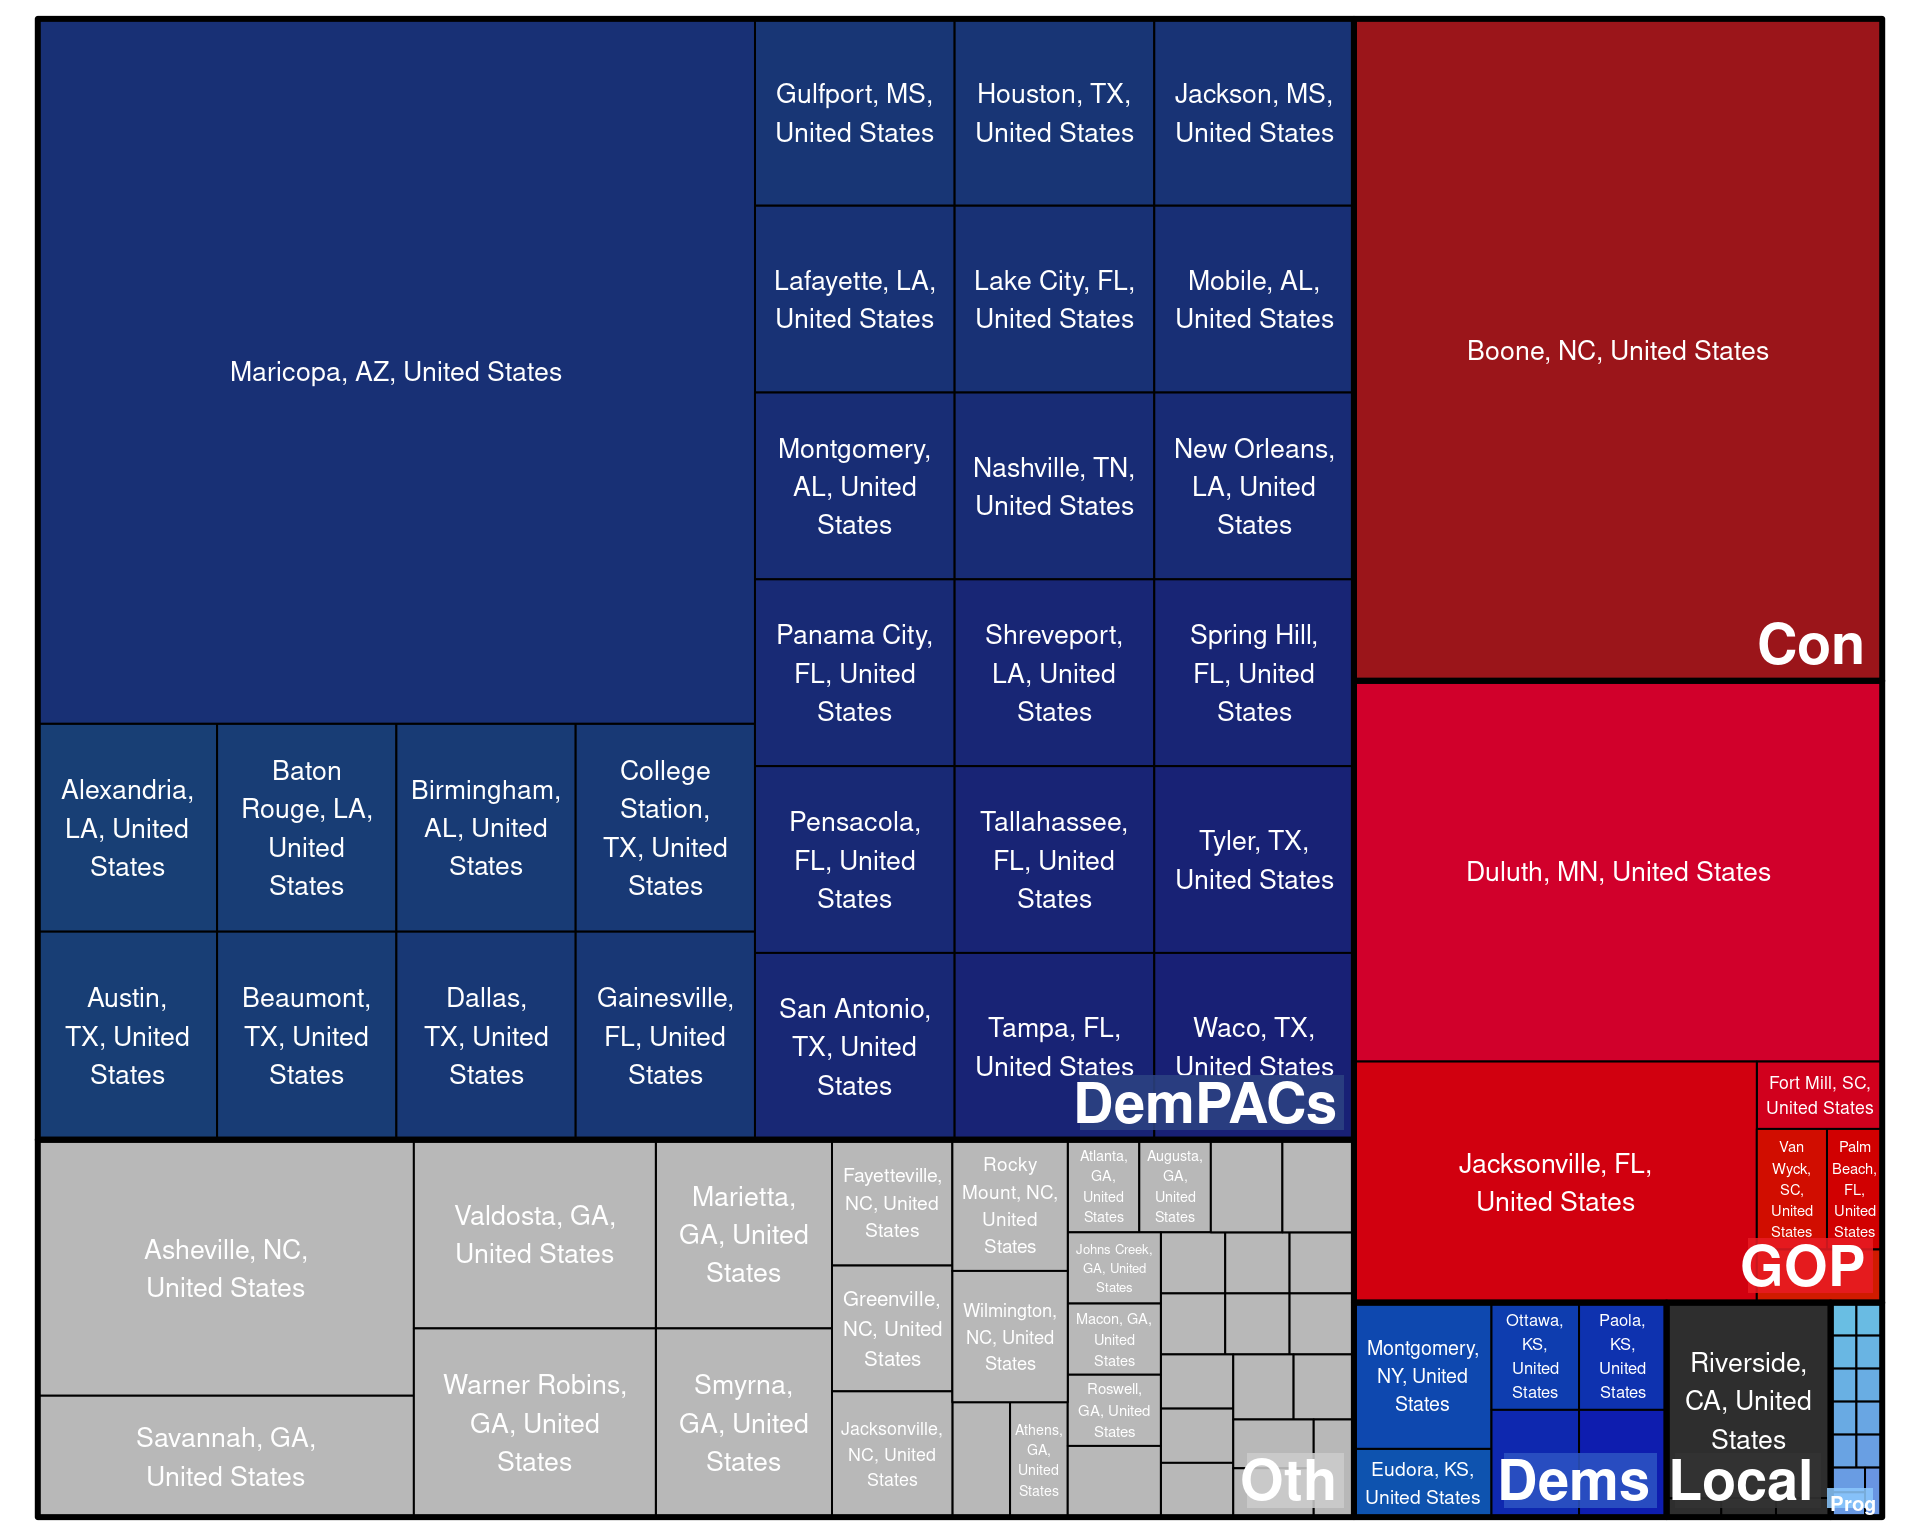 Maricopa, AZ, United States
Gulfport, MS,
United States
Houston, TX,
United States
Jackson, MS,
United States
Lafayette, LA,
United States
Lake City, FL,
United States
Mobile, AL,
United States
Montgomery,
AL, United
States
Nashville, TN,
United States
New Orleans,
LA, United
States
Panama City,
FL, United
States
Shreveport,
LA, United
States
Spring Hill,
FL, United
States
Pensacola,
FL, United
States
Tallahassee,
FL, United
States
Tyler, TX,
United States
San Antonio,
TX, United
States
Tampa, FL,
United States
Waco, TX,
United States
Alexandria,
LA, United
States
Baton
Rouge, LA,
United
States
Birmingham,
AL, United
States
College
Station,
TX, United
States
Austin,
TX, United
States
Beaumont,
TX, United
States
Dallas,
TX, United
States
Gainesville,
FL, United
States
DemPACs
Boone, NC, United States
Con
Duluth, MN, United States
Jacksonville, FL,
United States
Fort Mill, SC,
United States
Van
Wyck,
SC,
United
States
Palm
Beach,
FL,
United
States
GOP
Asheville, NC,
United States
Savannah, GA,
United States
Valdosta, GA,
United States
Warner Robins,
GA, United
States
Marietta,
GA, United
States
Smyrna,
GA, United
States
Fayetteville,
NC, United
States
Greenville,
NC, United
States
Jacksonville,
NC, United
States
Rocky
Mount, NC,
United
States
Wilmington,
NC, United
States
Athens,
GA,
United
States
Atlanta,
GA,
United
States
Augusta,
GA,
United
States
Johns Creek,
GA, United
States
Macon, GA,
United
States
Roswell,
GA, United
States
Oth
Montgomery,
NY, United
States
Eudora, KS,
United States
Ottawa,
KS,
United
States
Paola,
KS,
United
States
Dems
Riverside,
CA, United
States
Local
Prog